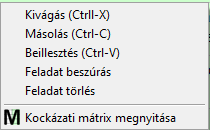 Kivágás (Ctrll-X)
Másolás (Ctrl-C)
Beillesztés (Ctrl-V)
Feladat beszúrás
Feladat törlés
M Kockázati mátrix megnyitása